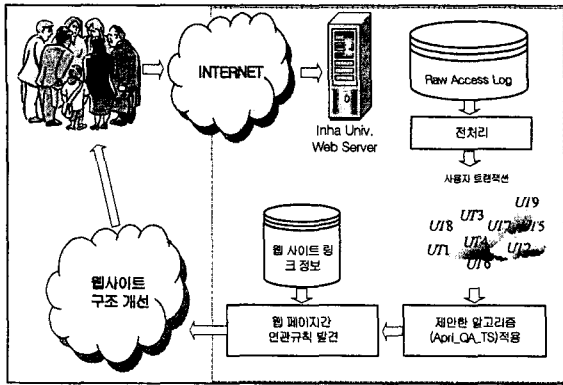 INTERNET
Inha Univ.
Web Server
Raw Access Log
전처리
사용자 트랜잭션
UT9
UT3
UT8
UT7
UT5
UT4
UT1
UT2
UT6
웹 사이트 링
크 정보
웹사이트
구조 개선
웹 페이지간
연관규칙 발견
제안한 알고리즘
(Apri_QA_TS)적용